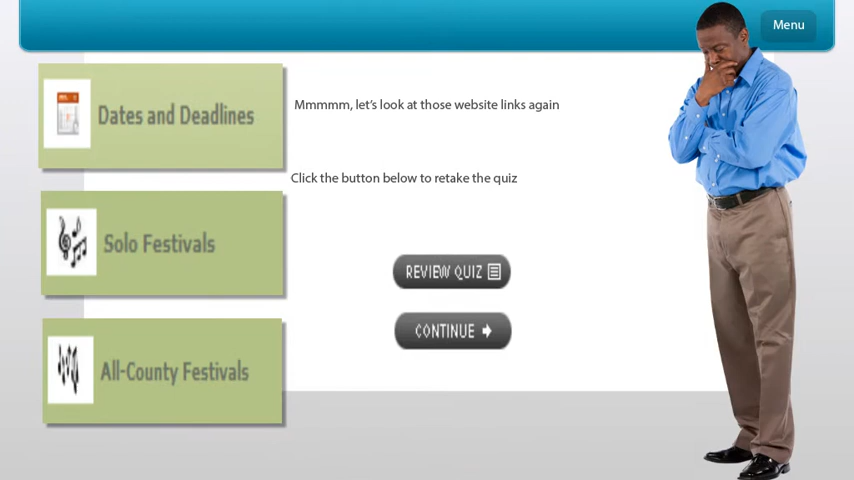 Menu
Dates and Deadlines
Mmmmm, let's look at those website links again
Click the button below to retake the quiz
Solo Festivals
REVIEW QUIZ
CONTINUE
All-County Festivals